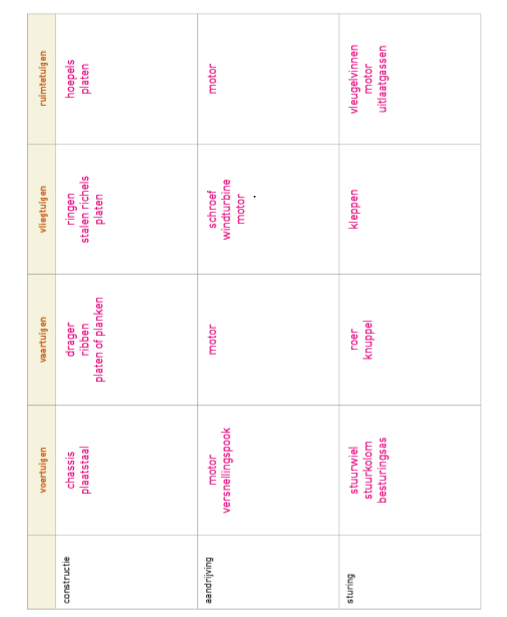 voertuigen
vaartuigen
vliegtuigen
ruimtetuigen
constructie
chassis
plaatstaal
drager
ribben
platen of planken
ringen
stalen richels
platen
hoepels
platen
aandrijving
motor
versnellingspook
motor
schroef
windturbine
motor
motor
sturing
stuurwiel
stuurkolom
besturingsas
roer
knuppel
kleppen
vleugelvinnen
motor
uitlaatgassen